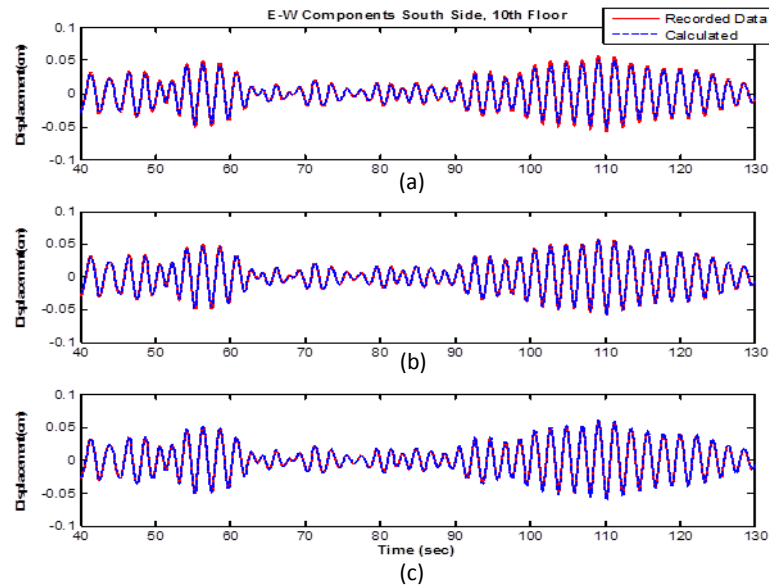 E-W Components South Side, 10th Floor
Recorded Data
Calculated
Displacement(cm)
0.1
0.05
0
-0.05
-0.1
40 50 60 70 80 90 100 110 120 130
(a)
Displacement(cm)
0.1
0.05
0
-0.05
-0.1
40 50 60 70 80 90 100 110 120 130
(b)
Displacement(cm)
0.1
0.05
0
-0.05
-0.1
40 50 60 70 80 90 100 110 120 130
Time (sec)
(c)